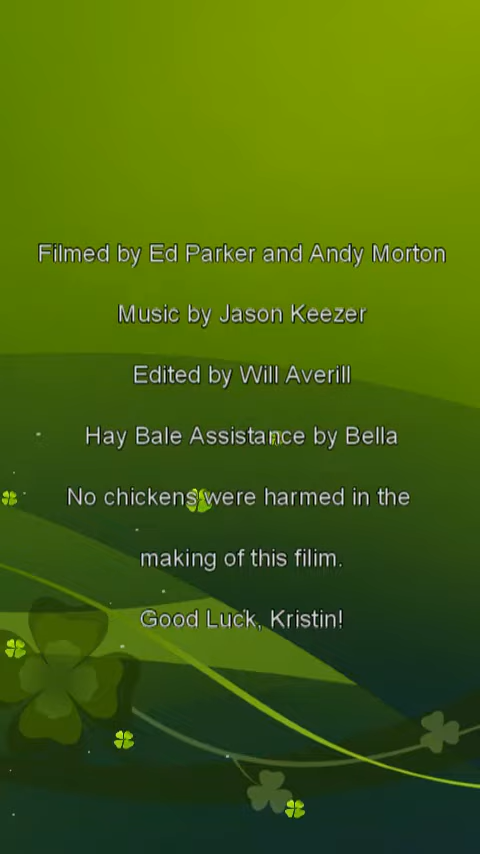 Filmed by Ed Parker and Andy Morton
Music by Jason Keezer
Edited by Will Averill
Hay Bale Assistance by Bella
No chickens were harmed in the
making of this filim.
Good Luck, Kristin!